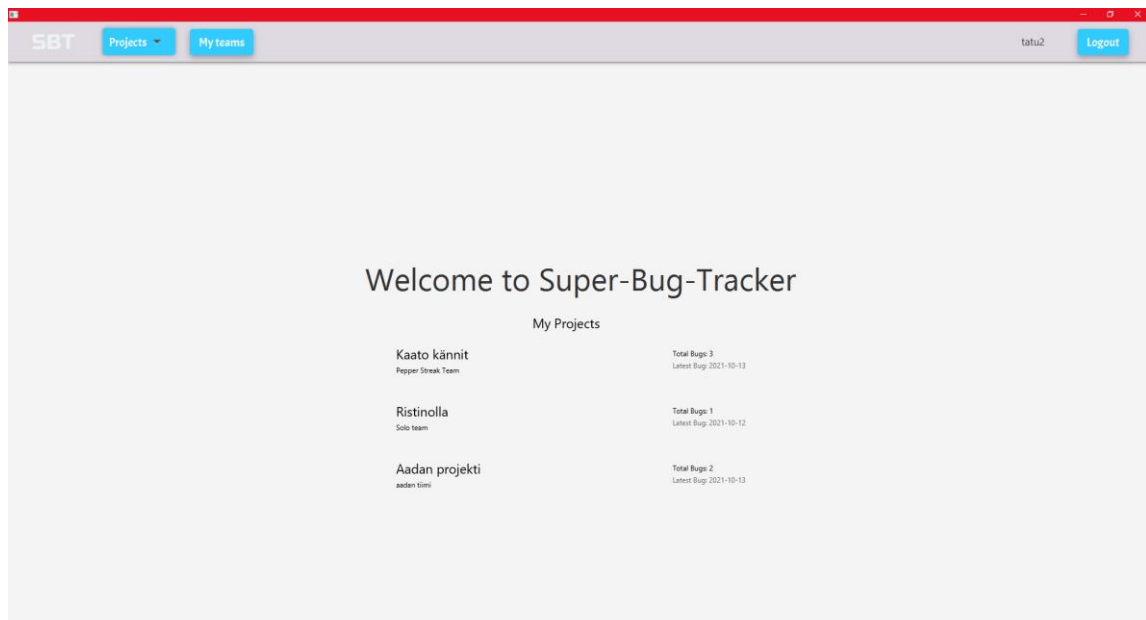 SBT
Projects
My teams
tatu2
Logout
Welcome to Super-Bug-Tracker
My Projects
Kaato kännit
Pepper Streak Team
Total Bugs: 3
Latest Bug: 2021-10-13
Ristinolla
Solo team
Total Bugs: 1
Latest Bug: 2021-10-12
Aadan projekti
aadan tiimi
Total Bugs: 2
Latest Bug: 2021-10-13